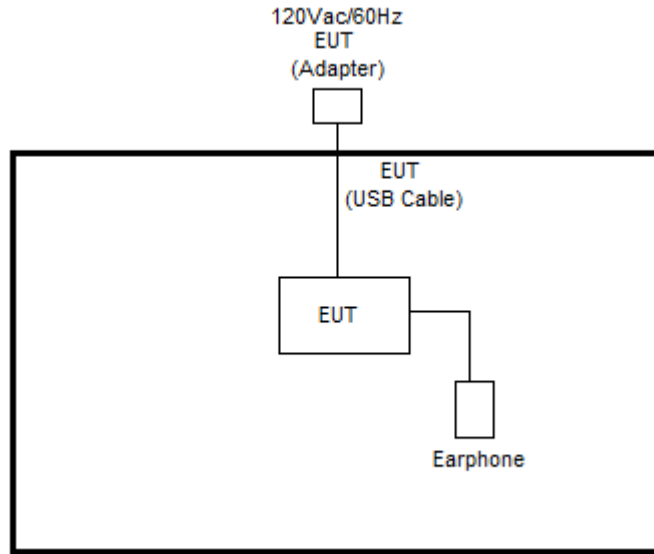 120Vac/60Hz
EUT
(Adapter)
EUT
(USB Cable)
EUT
Earphone